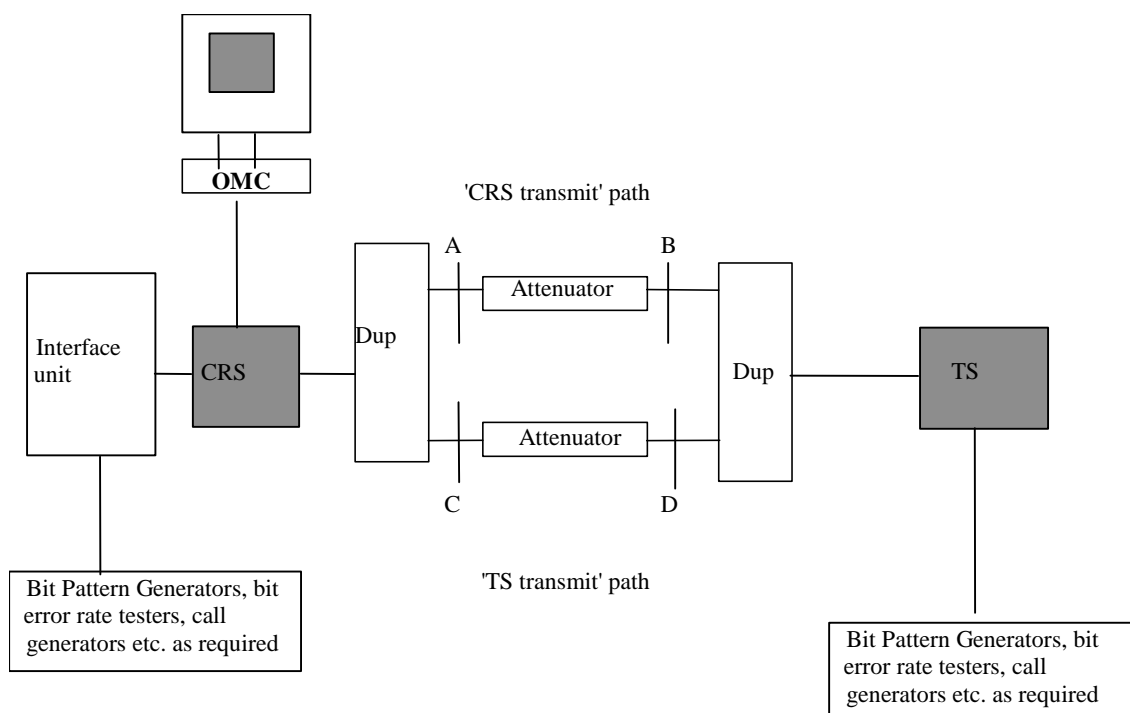 OMC
'CRS transmit' path
A
B
Attenuator
Interface
unit
CRS
Dup
Dup
TS
Attenuator
C
D
'TS transmit' path
Bit Pattern Generators, bit
error rate testers, call
generators etc. as required
Bit Pattern Generators, bit
error rate testers, call
generators etc. as required